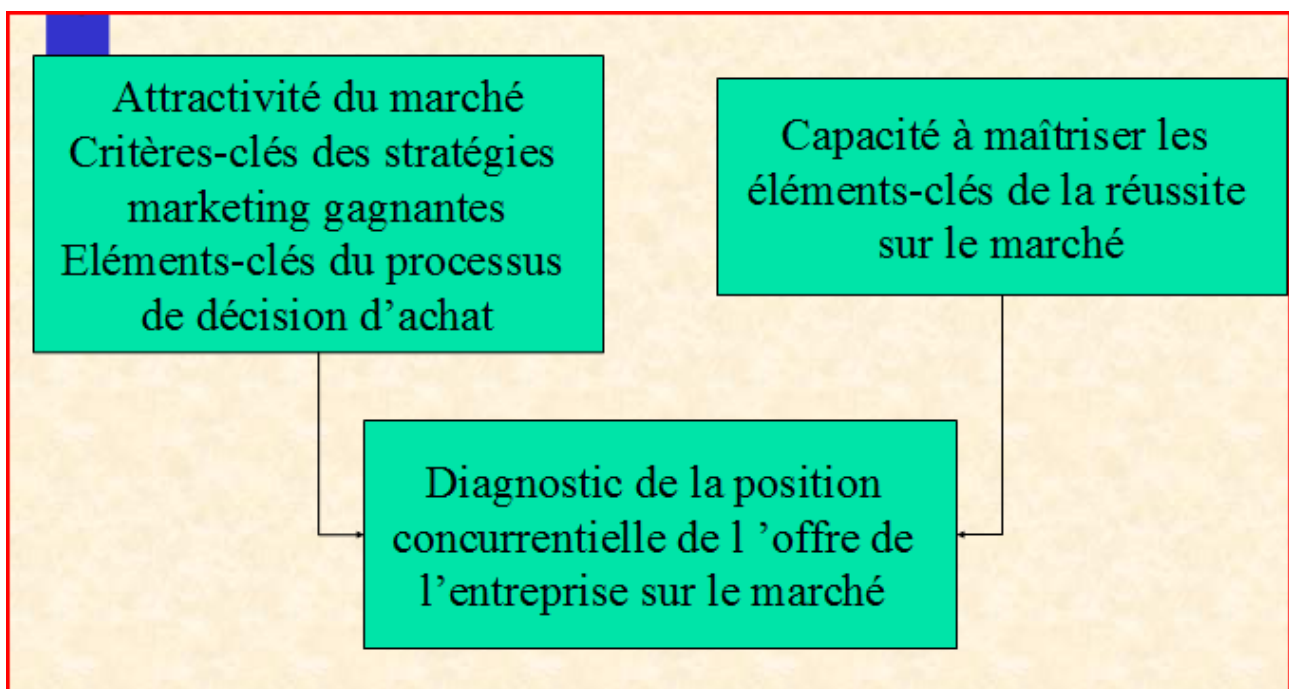 Attractivité du marché
Critères-clés des stratégies
marketing gagnantes
Eléments-clés du processus
de décision d’achat
Capacité à maîtriser les
éléments-clés de la réussite
sur le marché
Diagnostic de la position
concurrentielle de l ’offre de
l’entreprise sur le marché